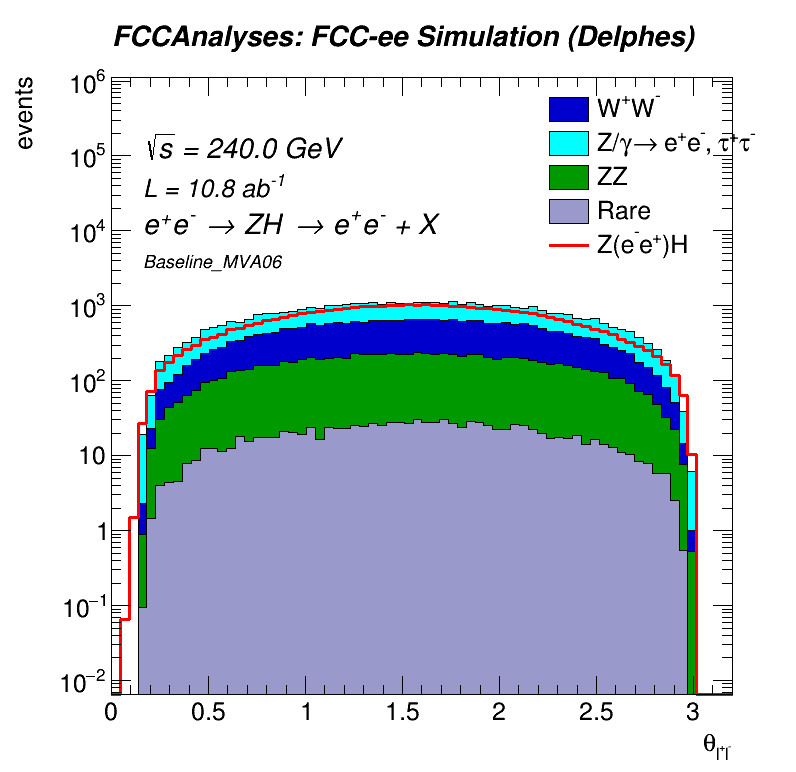 FCCAnalyses: FCC-ee Simulation (Delphes)
events
10⁶
10⁵
10⁴
10³
10²
10
1
10⁻¹
10⁻²
√s = 240.0 GeV
L = 10.8 ab⁻¹
e⁺e⁻ → ZH → e⁺e⁻ + X
Baseline_MVA06
W⁺W⁻
Z/γ→ e⁺e⁻, τ⁺τ⁻
ZZ
Rare
Z(e⁻e⁺)H
0 0.5 1 1.5 2 2.5 3
θ_{l⁺l⁻}